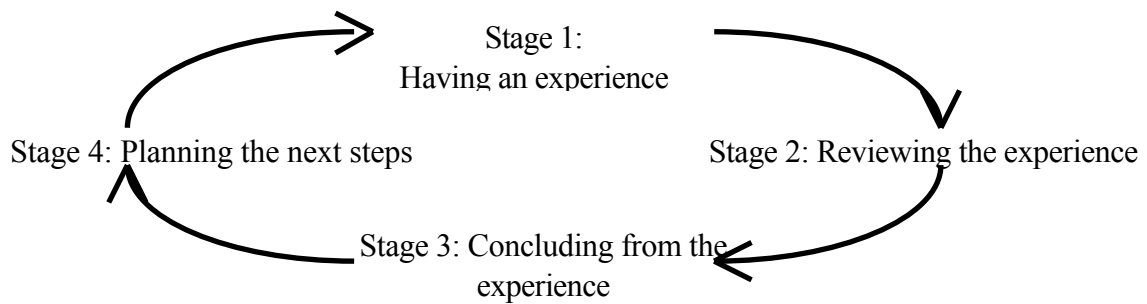 Stage 1:
Having an experience
Stage 4: Planning the next steps
Stage 2: Reviewing the experience
Stage 3: Concluding from the
experience